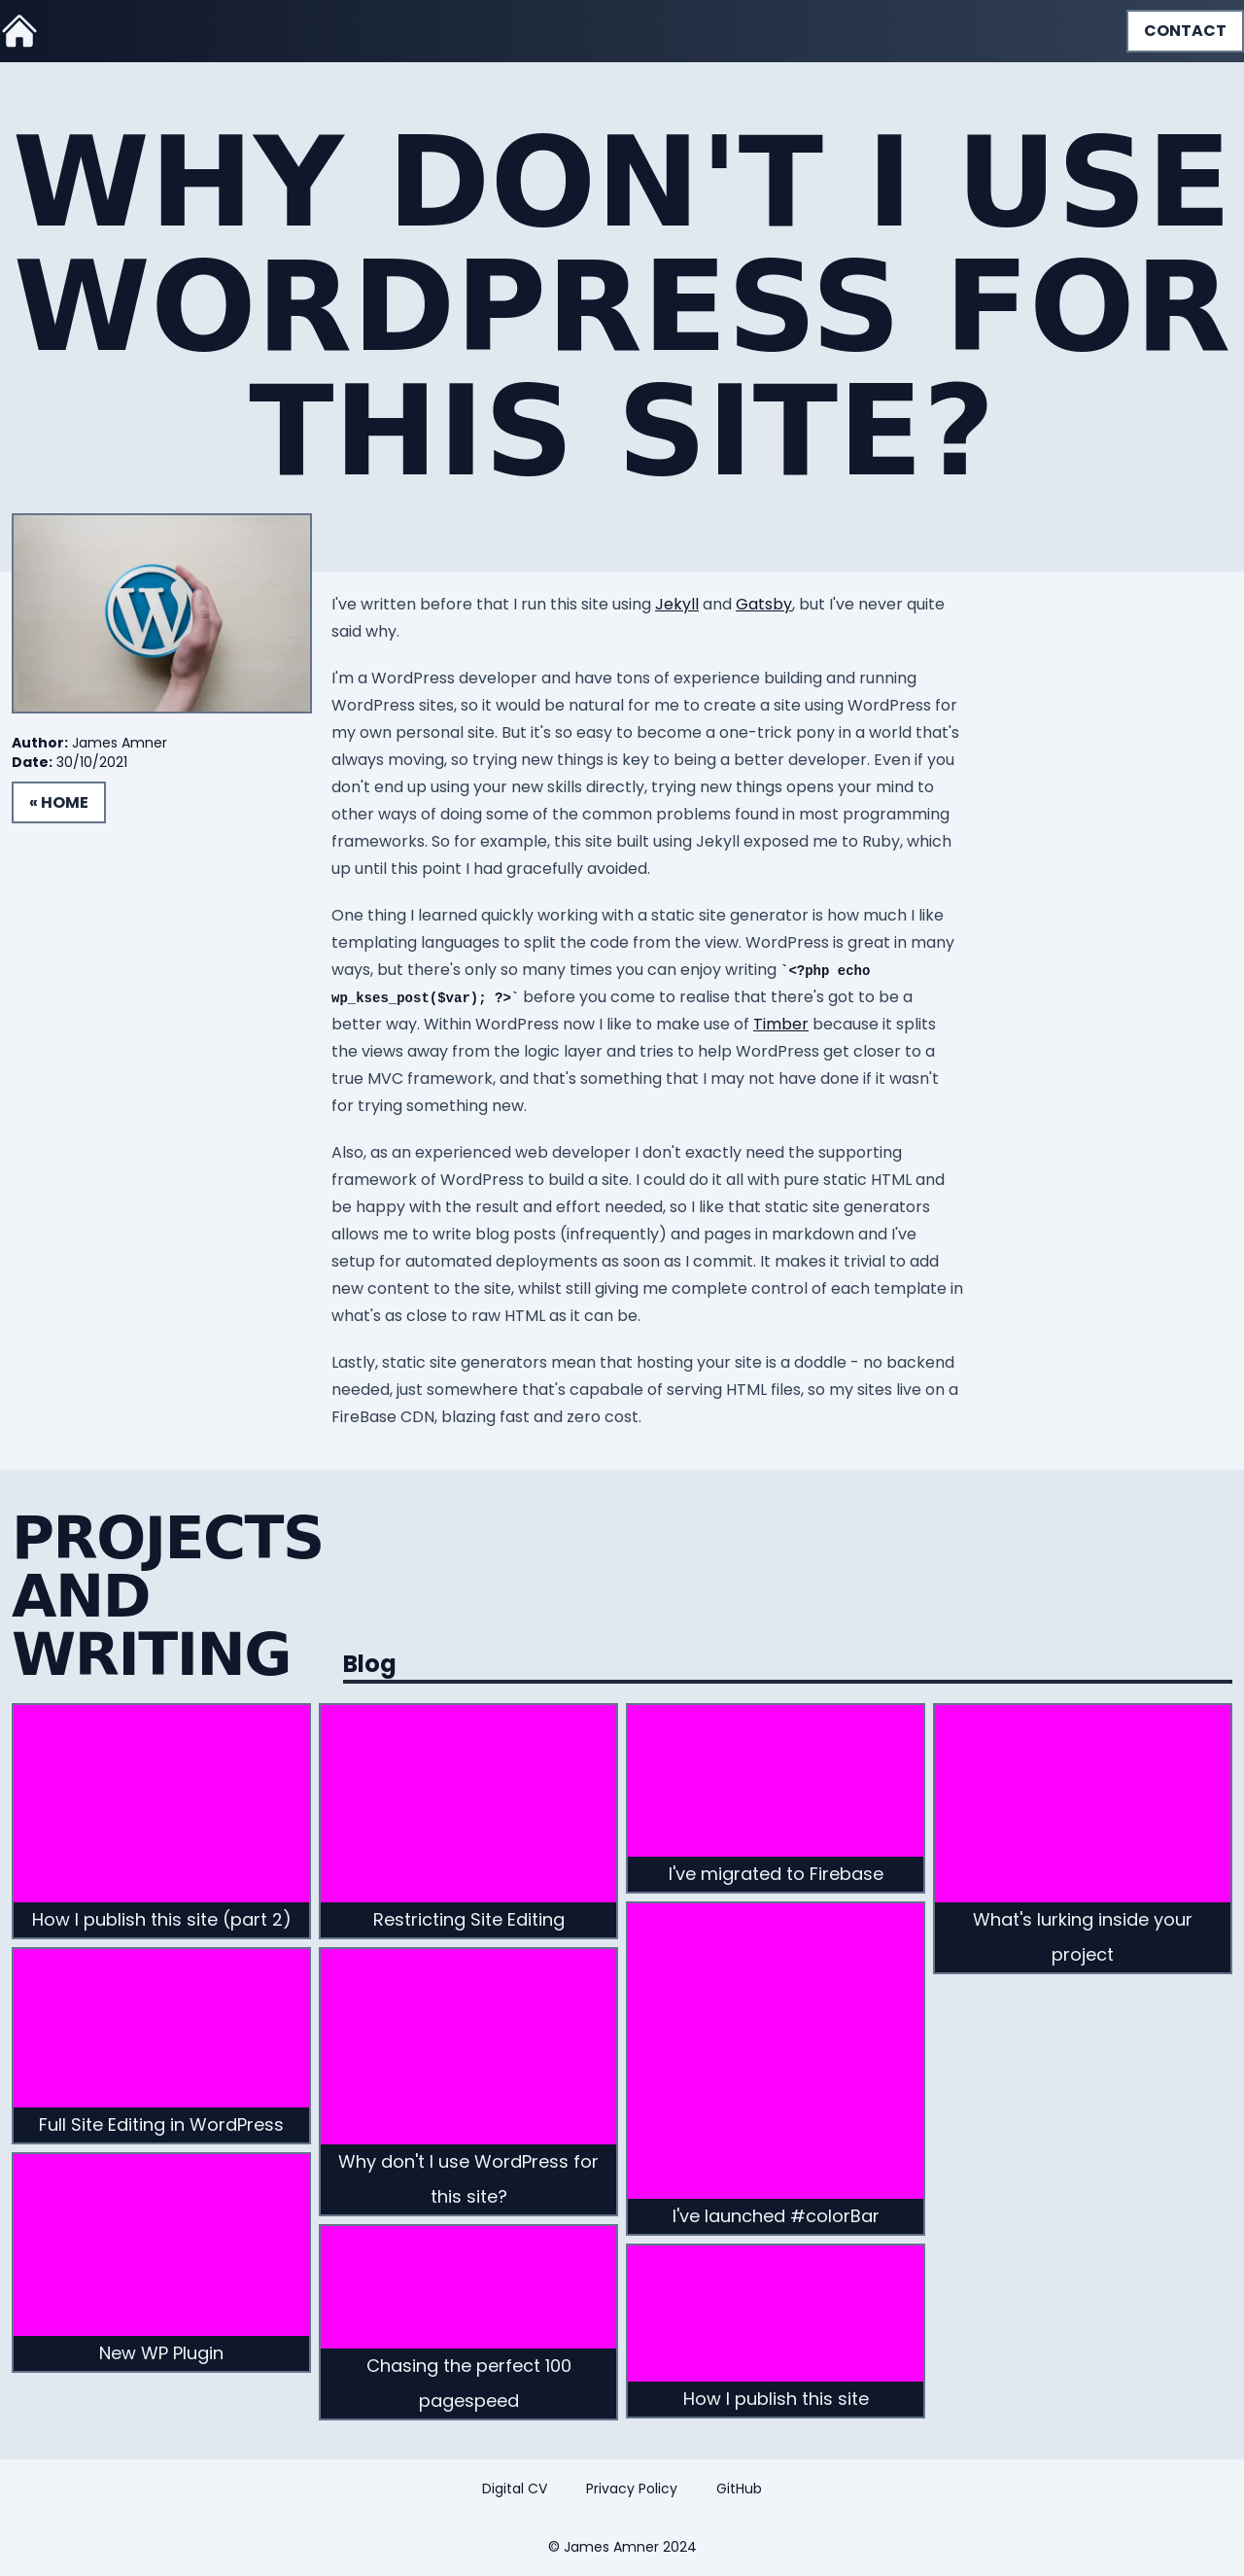 CONTACT
WHY DON'T I USE
WORDPRESS FOR
THIS SITE?
Author: James Amner
Date: 30/10/2021
« HOME
I've written before that I run this site using Jekyll and Gatsby, but I've never quite
said why.
I'm a WordPress developer and have tons of experience building and running
WordPress sites, so it would be natural for me to create a site using WordPress for
my own personal site. But it's so easy to become a one-trick pony in a world that's
always moving, so trying new things is key to being a better developer. Even if you
don't end up using your new skills directly, trying new things opens your mind to
other ways of doing some of the common problems found in most programming
frameworks. So for example, this site built using Jekyll exposed me to Ruby, which
up until this point I had gracefully avoided.
One thing I learned quickly working with a static site generator is how much I like
templating languages to split the code from the view. WordPress is great in many
ways, but there's only so many times you can enjoy writing `<?php echo
wp_kses_post($var); ?>` before you come to realise that there's got to be a
better way. Within WordPress now I like to make use of Timber because it splits
the views away from the logic layer and tries to help WordPress get closer to a
true MVC framework, and that's something that I may not have done if it wasn't
for trying something new.
Also, as an experienced web developer I don't exactly need the supporting
framework of WordPress to build a site. I could do it all with pure static HTML and
be happy with the result and effort needed, so I like that static site generators
allows me to write blog posts (infrequently) and pages in markdown and I've
setup for automated deployments as soon as I commit. It makes it trivial to add
new content to the site, whilst still giving me complete control of each template in
what's as close to raw HTML as it can be.
Lastly, static site generators mean that hosting your site is a doddle - no backend
needed, just somewhere that's capabale of serving HTML files, so my sites live on a
FireBase CDN, blazing fast and zero cost.
PROJECTS
AND
WRITING
Blog
How I publish this site (part 2)
Full Site Editing in WordPress
New WP Plugin
Restricting Site Editing
Why don't I use WordPress for
this site?
Chasing the perfect 100
pagespeed
I've migrated to Firebase
I've launched #colorBar
How I publish this site
What's lurking inside your
project
Digital CV
Privacy Policy
GitHub
© James Amner 2024